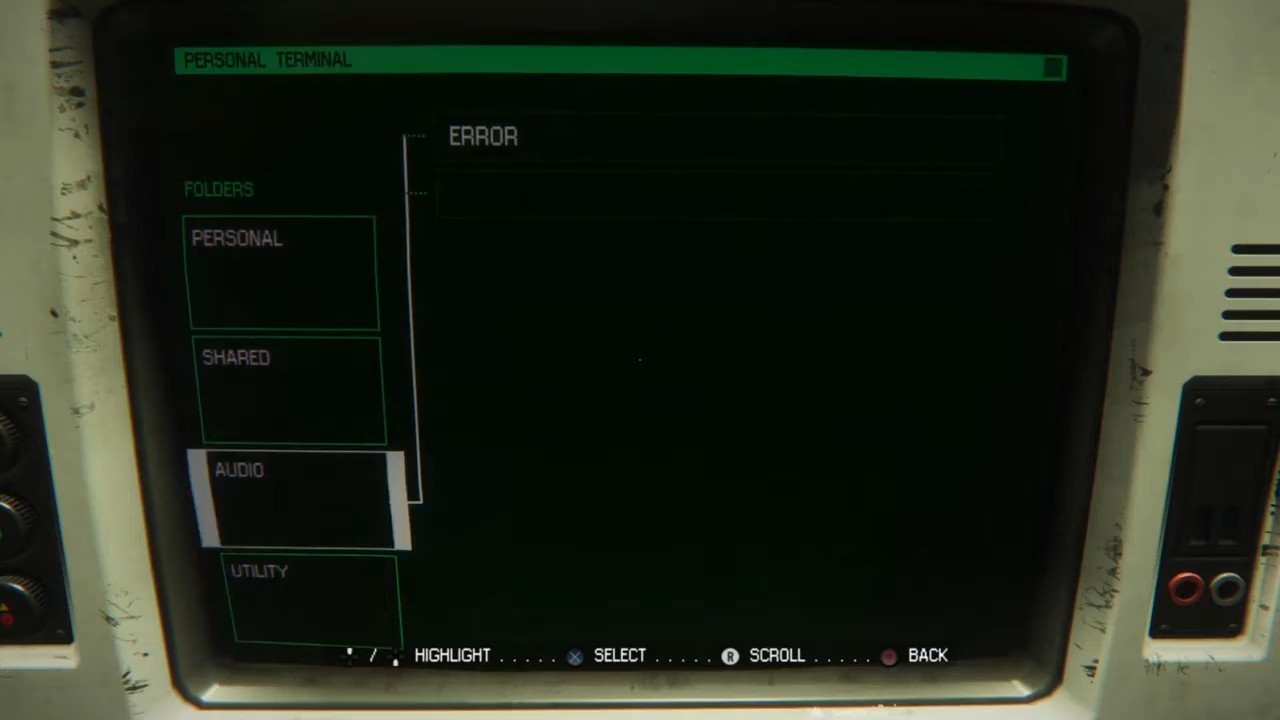 PERSONAL TERMINAL
ERROR
FOLDERS
PERSONAL
SHARED
AUDIO
UTILITY
/ HIGHLIGHT ..... SELECT ..... R SCROLL ..... BACK